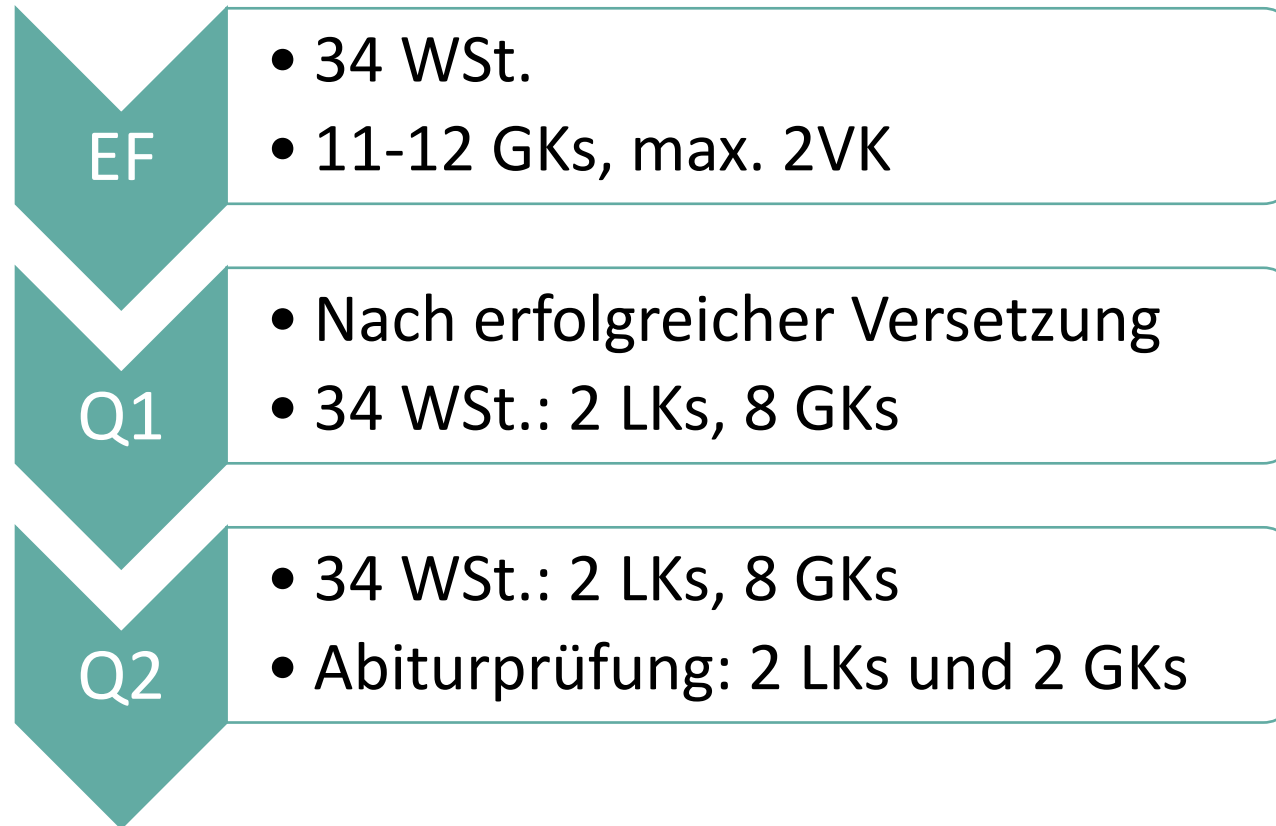 EF
• 34 WSt.
• 11-12 GKs, max. 2VK
Q1
• Nach erfolgreicher Versetzung
• 34 WSt.: 2 LKs, 8 GKs
Q2
• 34 WSt.: 2 LKs, 8 GKs
• Abiturprüfung: 2 LKs und 2 GKs